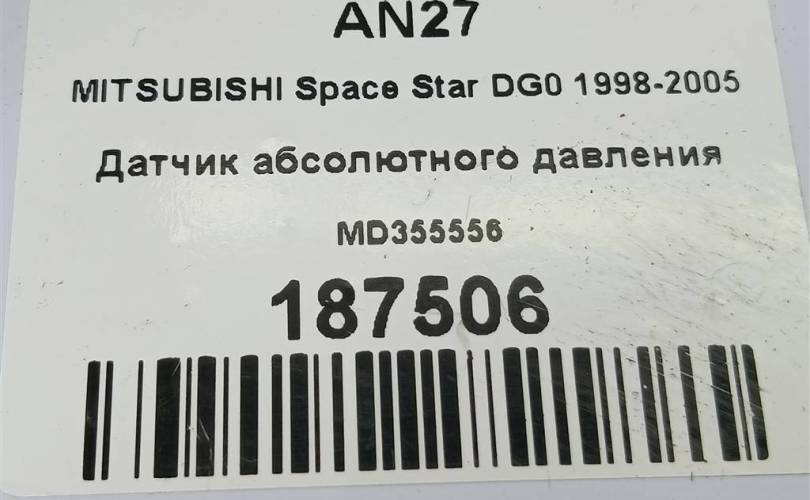 AN27
MITSUBISHI Space Star DG0 1998-2005
Датчик абсолютного давления
MD355556
187506